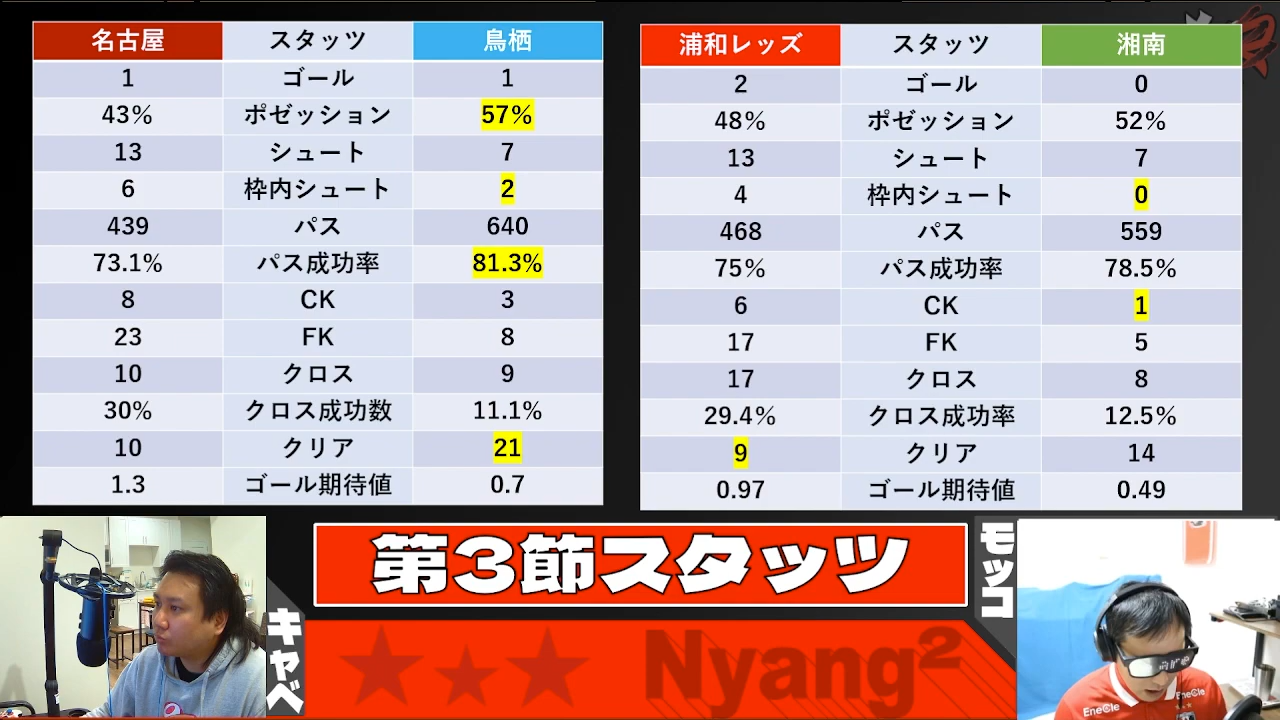 名古屋 スタッツ 鳥栖
1 ゴール 1
43% ポゼッション 57%
13 シュート 7
6 枠内シュート 2
439 パス 640
73.1% パス成功率 81.3%
8 CK 3
23 FK 8
10 クロス 9
30% クロス成功数 11.1%
10 クリア 21
1.3 ゴール期待値 0.7
浦和レッズ スタッツ 湘南
2 ゴール 0
48% ポゼッション 52%
13 シュート 7
4 枠内シュート 0
468 パス 559
75% パス成功率 78.5%
6 CK 1
17 FK 5
17 クロス 8
29.4% クロス成功率 12.5%
9 クリア 14
0.97 ゴール期待値 0.49
第3節スタッツ
キャベ
モッコ
★★★ Nyang²
EneCle
EneCle